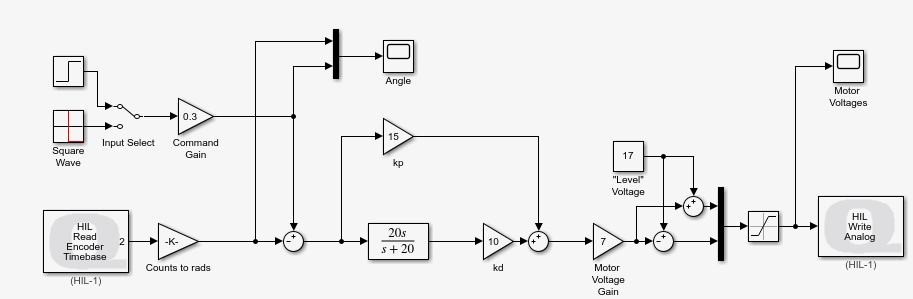 Angle
0.3
Square
Wave
Input Select
Command
Gain
15
kp
Motor
Voltages
17
"Level"
Voltage
HIL
Read
Encoder
Timebase
2
(HIL-1)
-K-
Counts to rads
20s
s + 20
10
kd
7
Motor
Voltage
Gain
HIL
Write
Analog
(HIL-1)